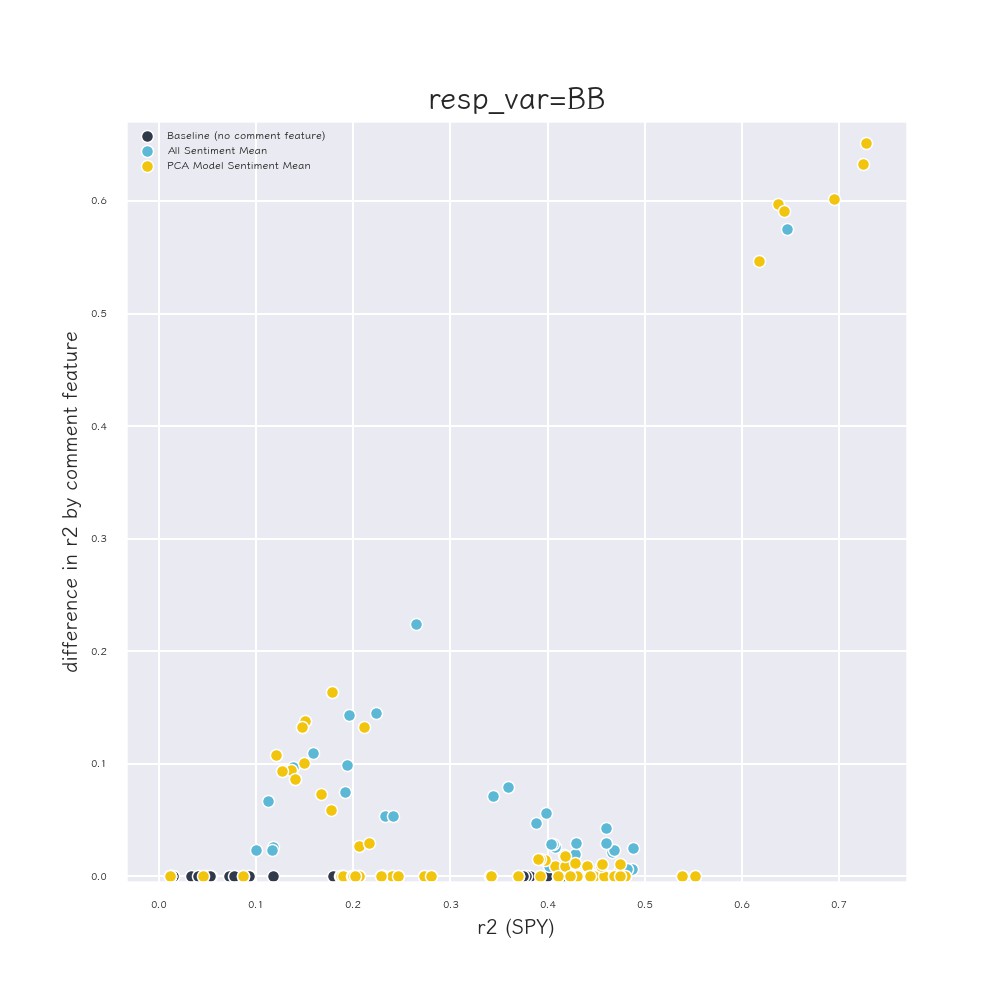 resp_var=BB
Baseline (no comment feature)
All Sentiment Mean
PCA Model Sentiment Mean
difference in r2 by comment feature
0.6
0.5
0.4
0.3
0.2
0.1
0.0
0.0 0.1 0.2 0.3 0.4 0.5 0.6 0.7
r2 (SPY)